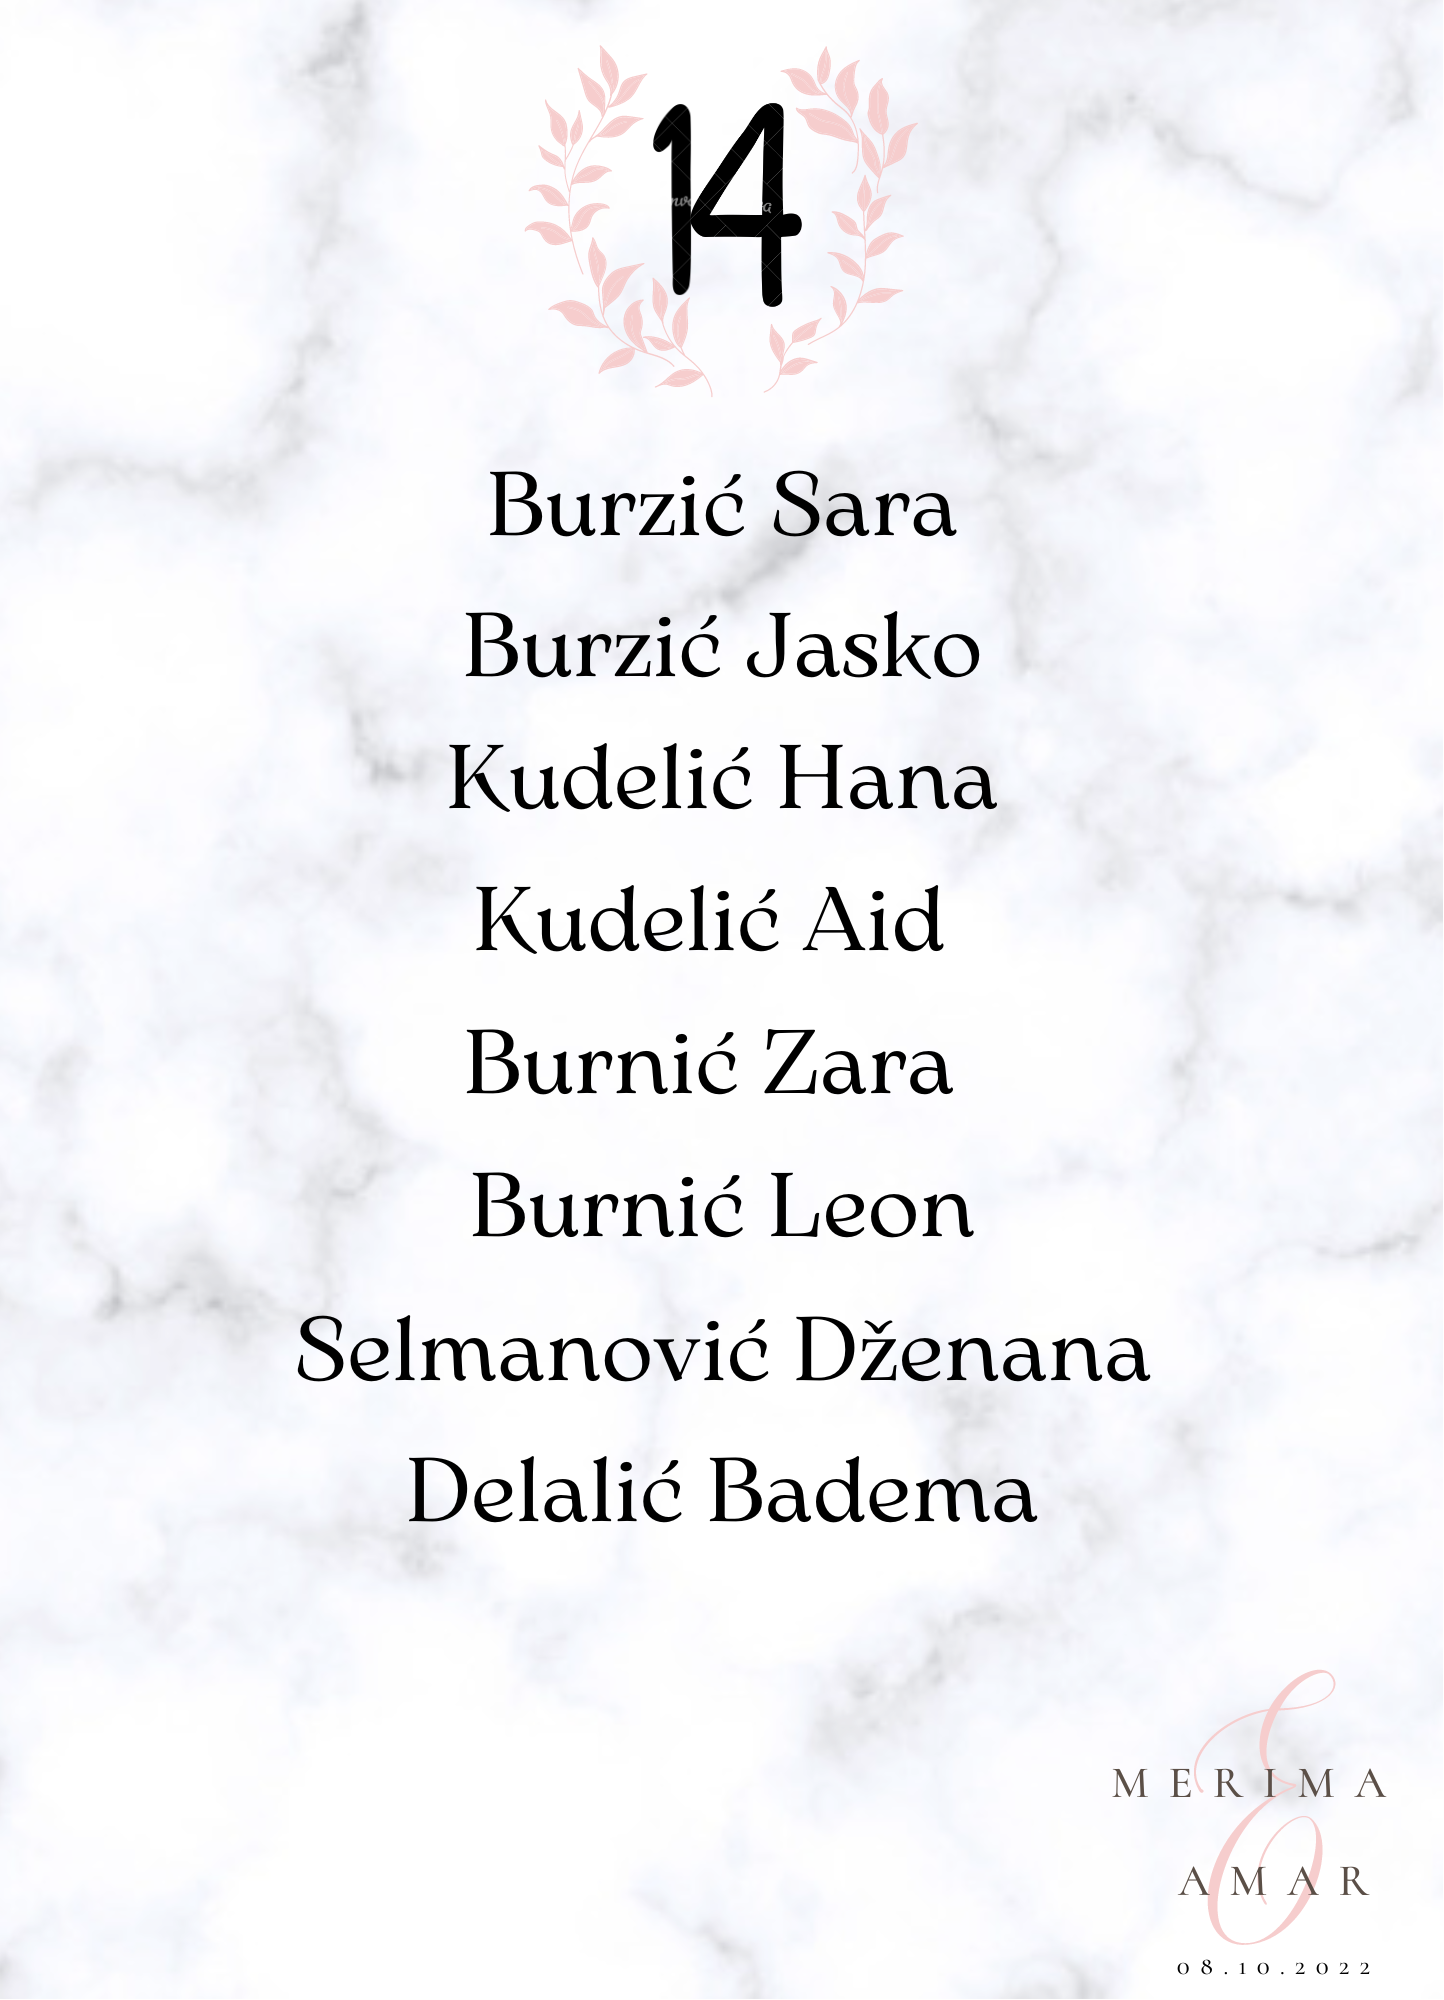 14
Burzić Sara
Burzić Jasko
Kudelić Hana
Kudelić Aid
Burnić Zara
Burnić Leon
Selmanović Dženana
Delalić Badema
MERIMA
&
AMAR
08.10.2022